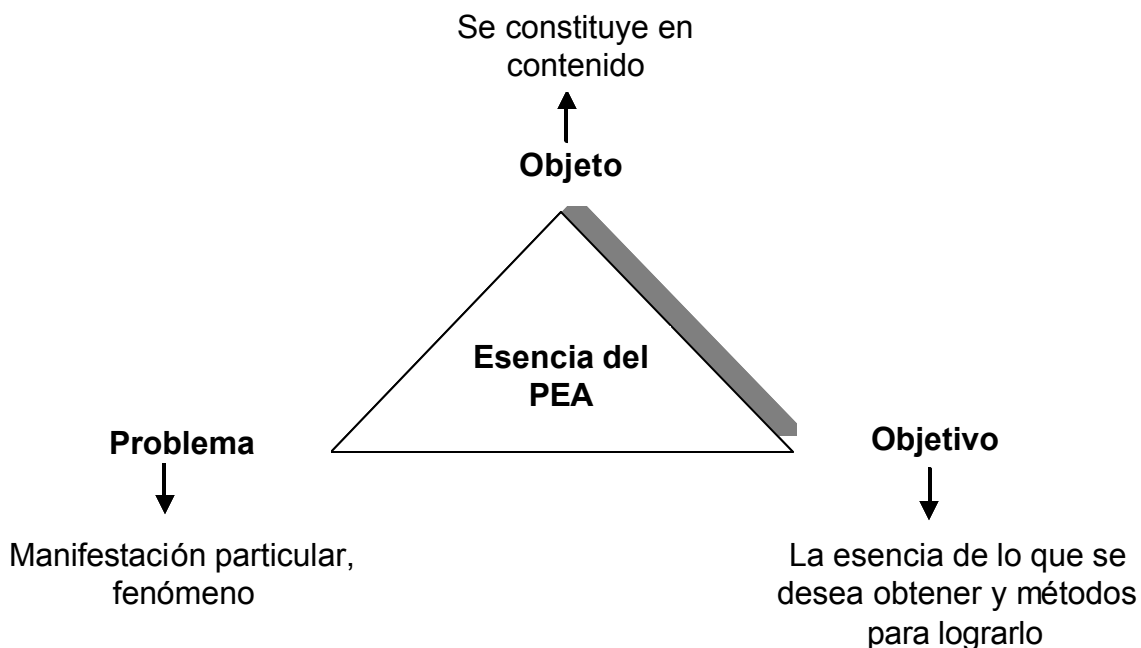 Se constituye en
contenido
Objeto
Esencia del
PEA
Problema
Objetivo
Manifestación particular,
fenómeno
La esencia de lo que se
desea obtener y métodos
para lograrlo